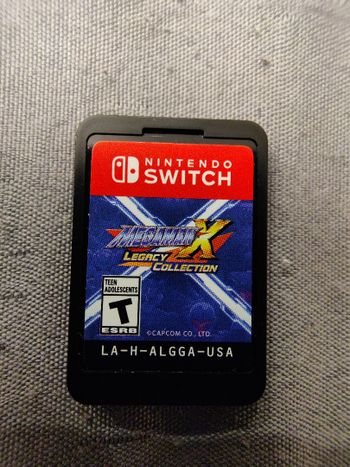 NINTENDO
SWITCH
MEGAMAN X
LEGACY
COLLECTION
TEEN
ADOLESCENTS
T
ESRB
©CAPCOM CO., LTD.
LA-H-ALGGA-USA